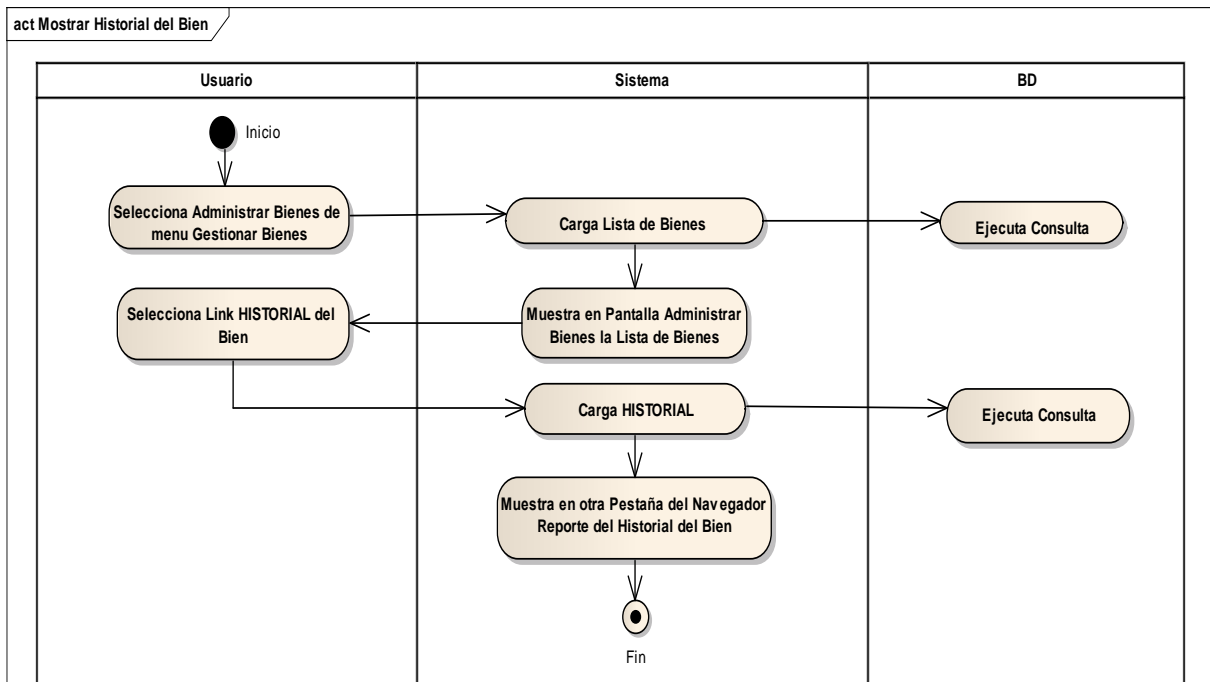 act Mostrar Historial del Bien
Usuario
Sistema
BD
Inicio
Selecciona Administrar Bienes de
menu Gestionar Bienes
Carga Lista de Bienes
Ejecuta Consulta
Selecciona Link HISTORIAL del
Bien
Muestra en Pantalla Administrar
Bienes la Lista de Bienes
Carga HISTORIAL
Ejecuta Consulta
Muestra en otra Pestaña del Navegador
Reporte del Historial del Bien
Fin